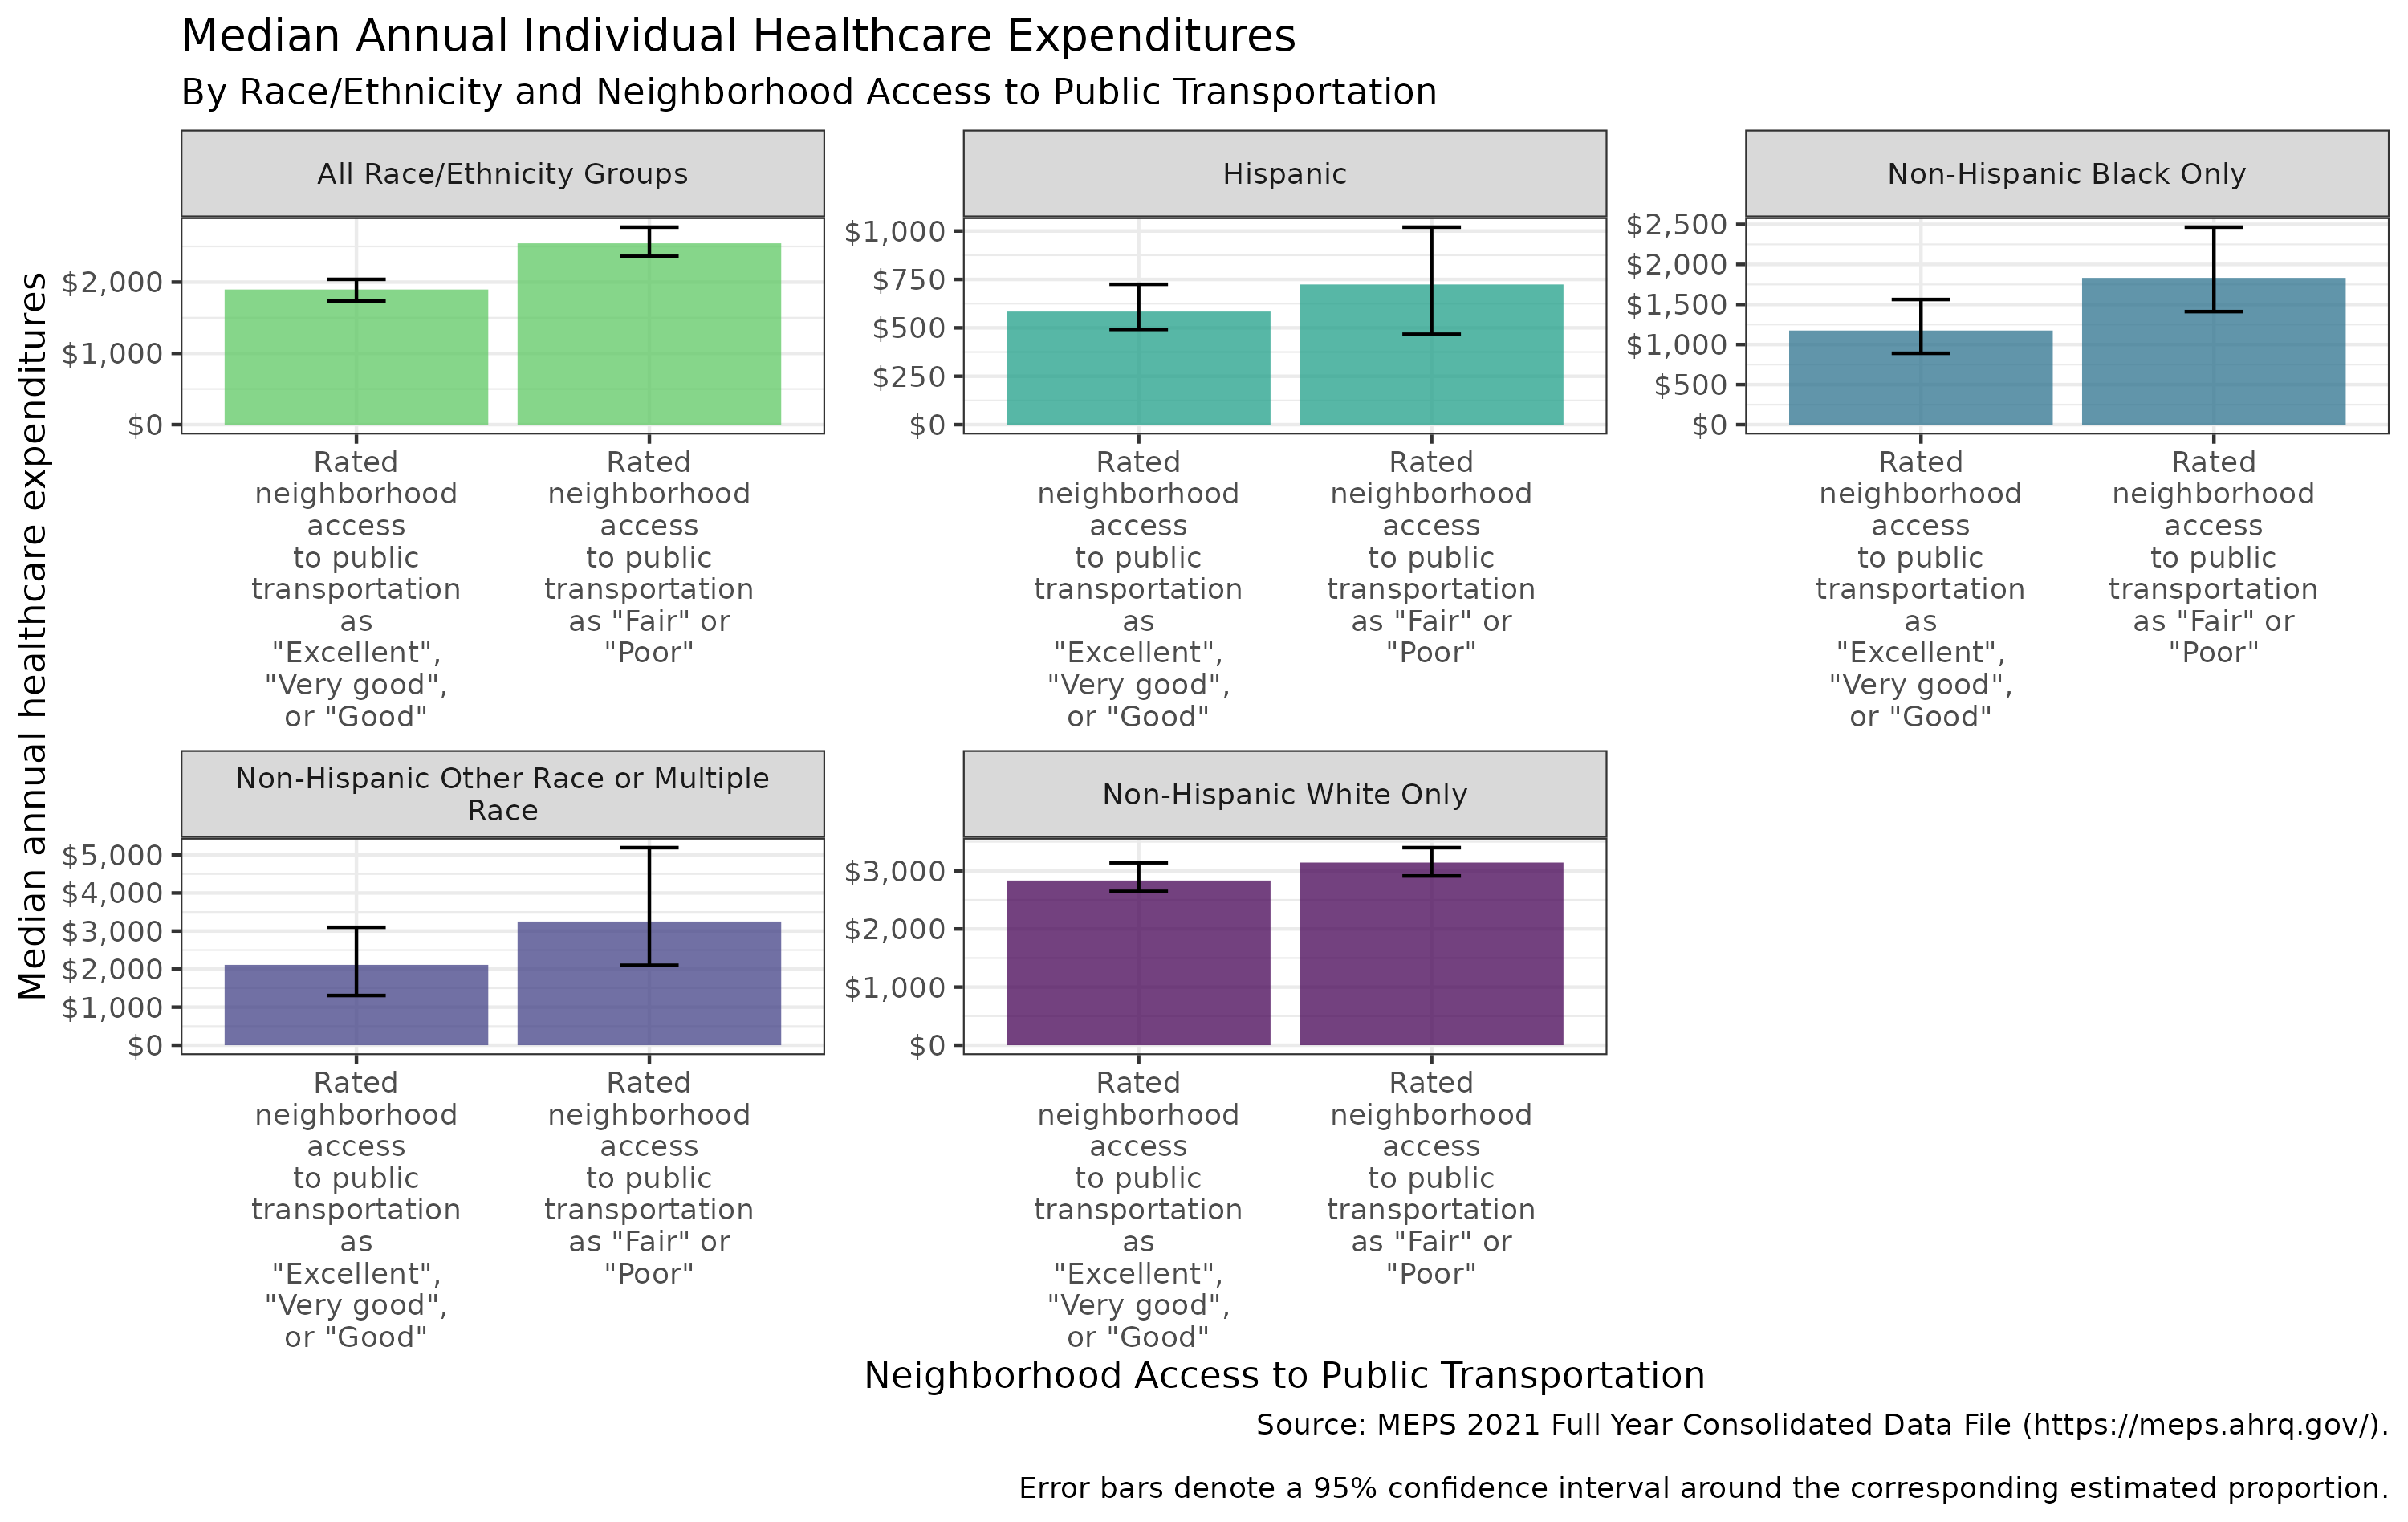 Median Annual Individual Healthcare Expenditures
By Race/Ethnicity and Neighborhood Access to Public Transportation
Median annual healthcare expenditures
All Race/Ethnicity Groups
$2,000
$1,000
$0
Rated
neighborhood
access
to public
transportation
as
"Excellent",
"Very good",
or "Good"
Rated
neighborhood
access
to public
transportation
as "Fair" or
"Poor"
Hispanic
$1,000
$750
$500
$250
$0
Rated
neighborhood
access
to public
transportation
as
"Excellent",
"Very good",
or "Good"
Rated
neighborhood
access
to public
transportation
as "Fair" or
"Poor"
Non-Hispanic Black Only
$2,500
$2,000
$1,500
$1,000
$500
$0
Rated
neighborhood
access
to public
transportation
as
"Excellent",
"Very good",
or "Good"
Rated
neighborhood
access
to public
transportation
as "Fair" or
"Poor"
Non-Hispanic Other Race or Multiple
Race
$5,000
$4,000
$3,000
$2,000
$1,000
$0
Rated
neighborhood
access
to public
transportation
as
"Excellent",
"Very good",
or "Good"
Rated
neighborhood
access
to public
transportation
as "Fair" or
"Poor"
Non-Hispanic White Only
$3,000
$2,000
$1,000
$0
Rated
neighborhood
access
to public
transportation
as
"Excellent",
"Very good",
or "Good"
Rated
neighborhood
access
to public
transportation
as "Fair" or
"Poor"
Neighborhood Access to Public Transportation
Source: MEPS 2021 Full Year Consolidated Data File (https://meps.ahrq.gov/).
Error bars denote a 95% confidence interval around the corresponding estimated proportion.